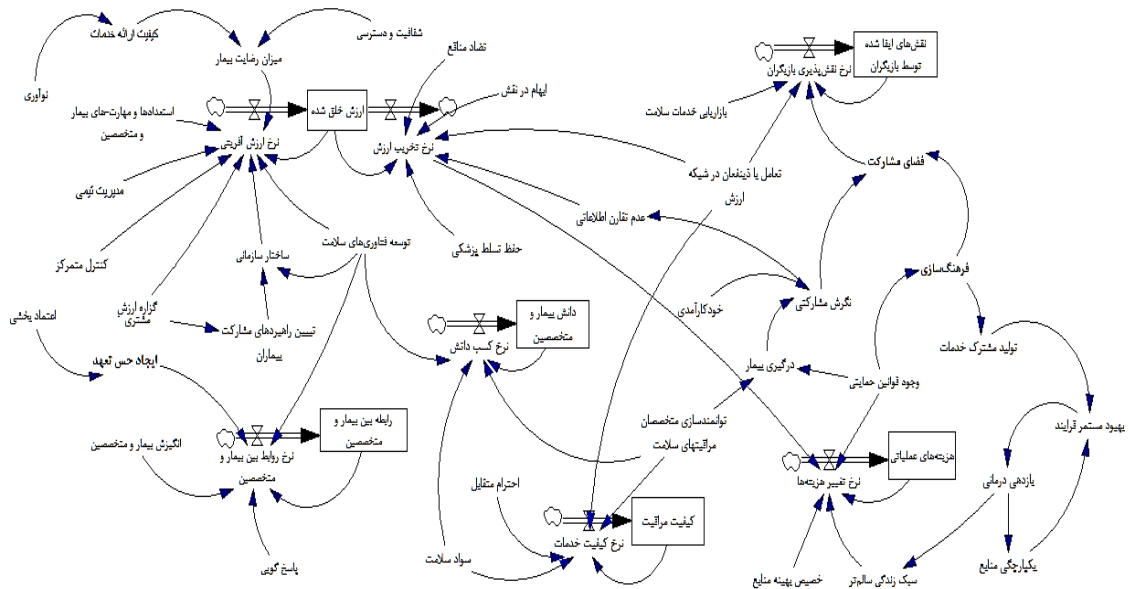 کیفیت ارائه خدمات
شفافیت و دسترسی
نوآوری
میزان رضایت بیمار
تضاد منافع
ابهام در نقش
استعدادها و مهارت‌های بیمار
و متخصصین
ارزش خلق شده
نرخ ارزش آفرینی
نرخ تخریب ارزش
نقش‌های ایفا شده
توسط بازیگران
نرخ نقش‌پذیری بازیگران
بازاریابی خدمات سلامت
فضای مشارکت
تعامل با ذینفعان در شبکه
ارزش
مدیریت تیمی
عدم تقارن اطلاعاتی
کنترل متمرکز
ساختار سازمانی
توسعه فناوری‌های سلامت
حفظ تسلط پزشکی
فرهنگ‌سازی
نگرش مشارکتی
خودکارآمدی
گزاره ارزش
مشتری
اعتماد بخشی
تبیین راهبردهای مشارکت
بیماران
دانش بیمار و
متخصصین
نرخ کسب دانش
تولید مشترک خدمات
ایجاد حس تعهد
درگیری بیمار
وجود قوانین حمایتی
رابطه بین بیمار و
متخصصین
نرخ روابط بین بیمار و
متخصصین
انگیزش بیمار و متخصصین
توانمندسازی متخصصان
مراقبتهای سلامت
بهبود مستمر فرآیند
هزینه‌های عملیاتی
نرخ تغییر هزینه‌ها
بازدهی درمانی
احترام متقابل
کیفیت مراقبت
نرخ کیفیت خدمات
پاسخ گویی
سواد سلامت
خصیص بهینه منابع
سبک زندگی سالم‌تر
یکپارچگی منابع